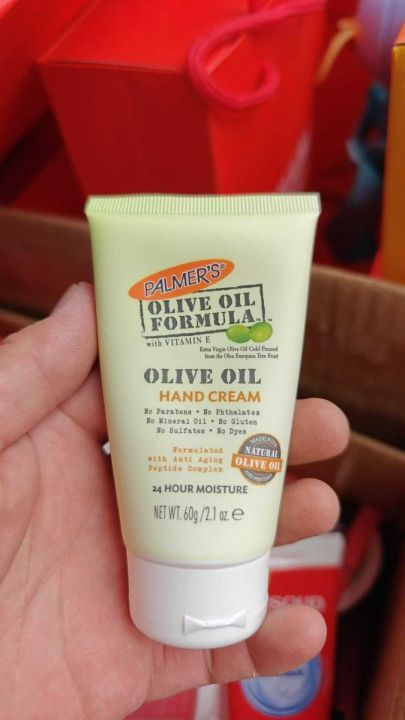 PALMER'S®
OLIVE OIL
FORMULA™
with VITAMIN E
Extra Virgin Olive Oil Cold Pressed
from the Olea Europaea Tree Fruit
OLIVE OIL
HAND CREAM
No Parabens • No Phthalates
No Mineral Oil • No Gluten
No Sulfates • No Dyes
Formulated
with Anti Aging
Peptide Complex
MADE WITH
NATURAL
OLIVE OIL
24 HOUR MOISTURE
NET WT. 60g/2.1 oz. e